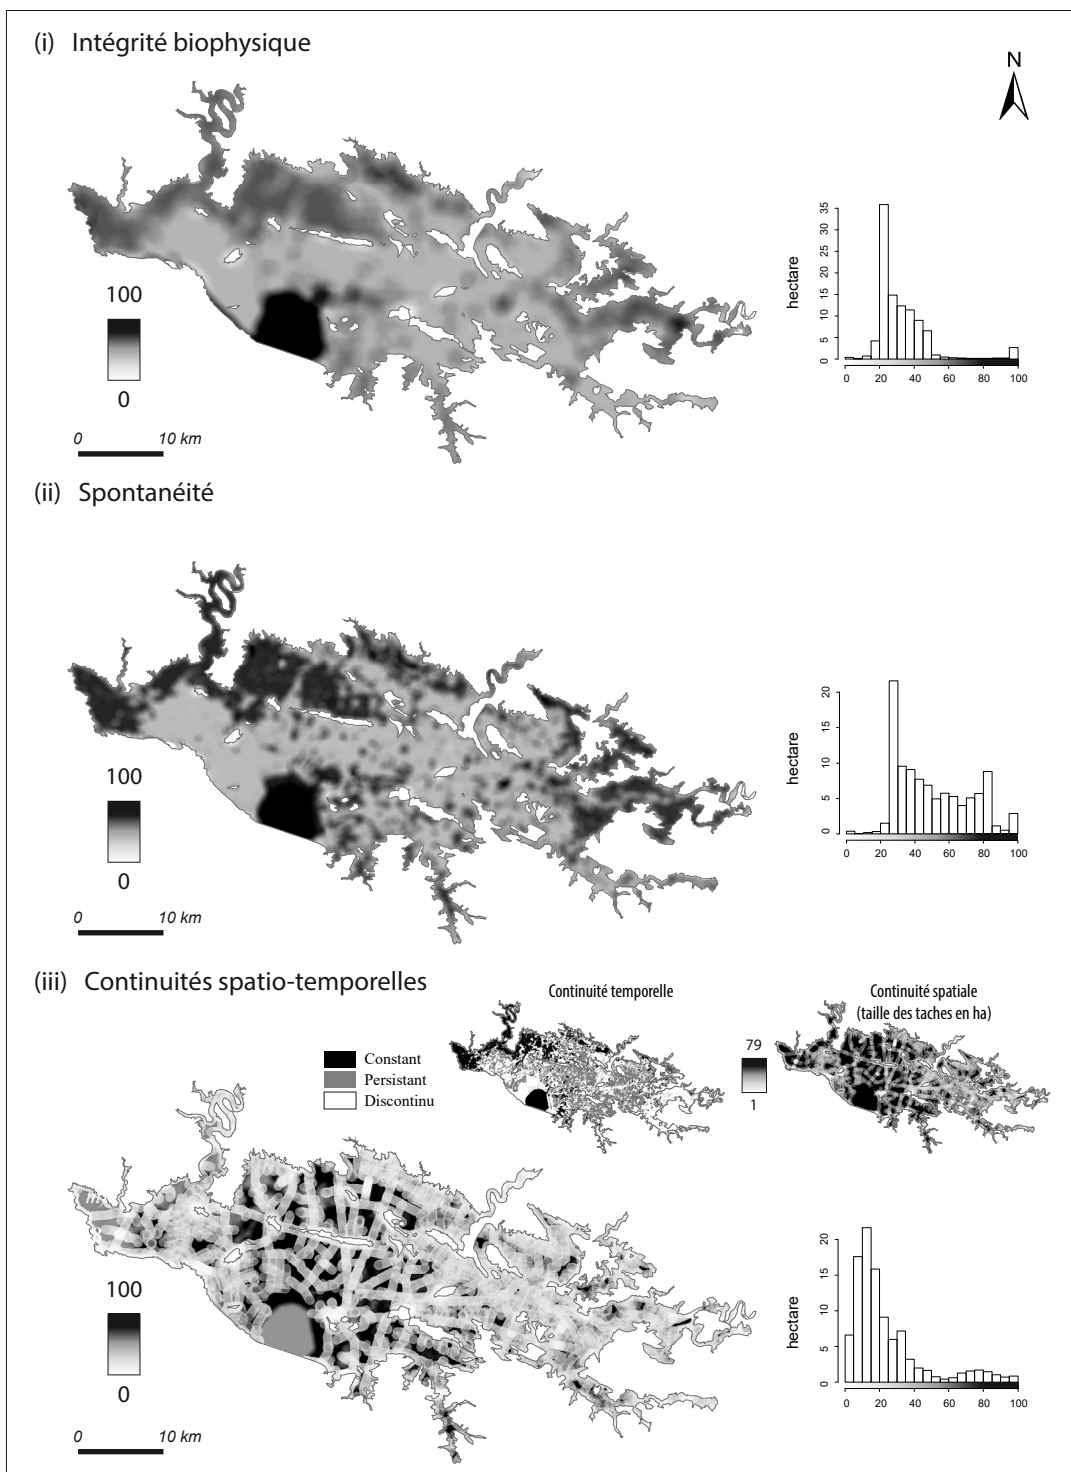 (i) Intégrité biophysique
N
100
0
0 10 km
hectare
35
30
25
20
15
10
5
0
0 20 40 60 80 100
(ii) Spontanéité
100
0
0 10 km
hectare
20
15
10
5
0
0 20 40 60 80 100
(iii) Continuités spatio-temporelles
Continuité temporelle
Continuité spatiale
(taille des taches en ha)
Constant
Persistant
Discontinu
79
1
100
0
0 10 km
hectare
20
15
10
5
0
0 20 40 60 80 100